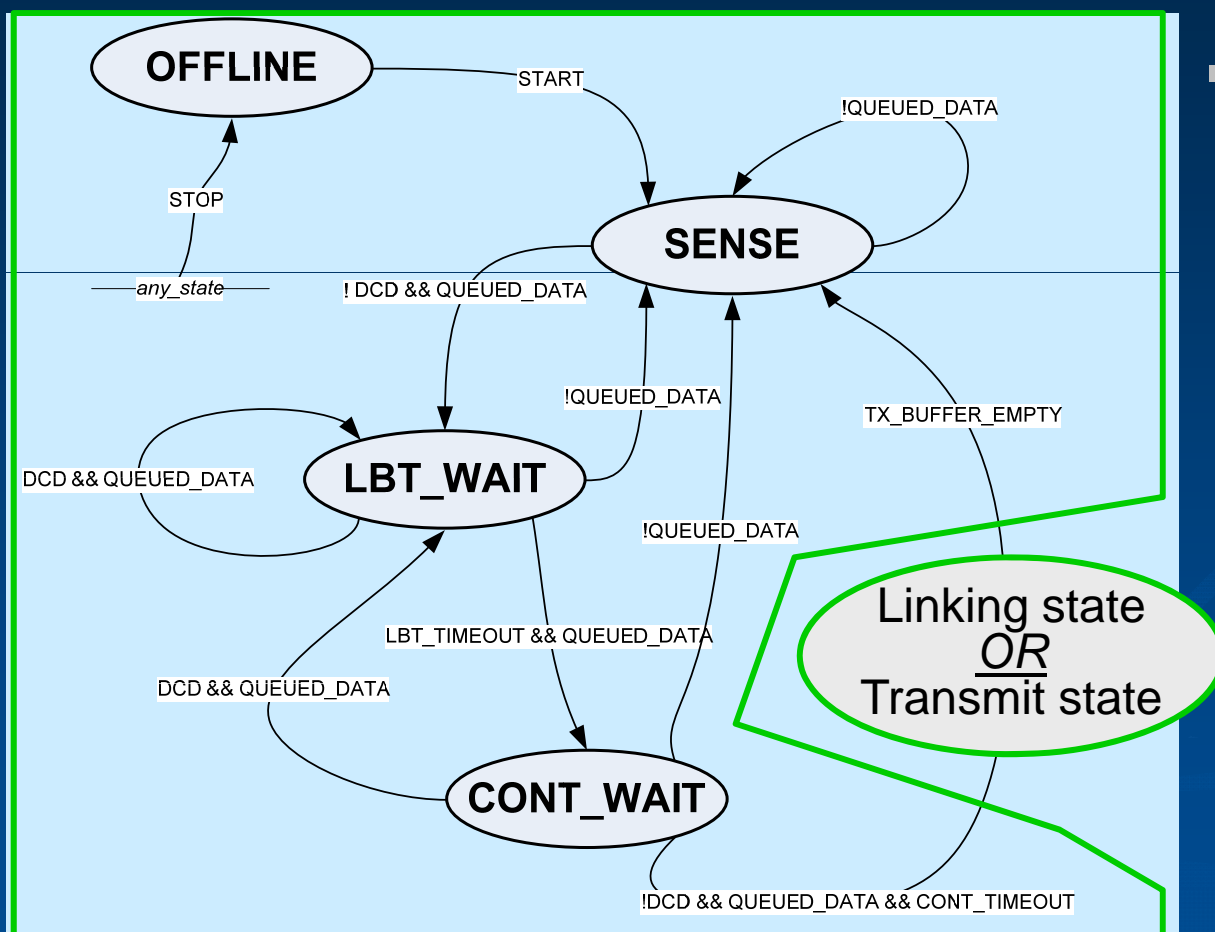 OFFLINE
START
!QUEUED_DATA
STOP
SENSE
any_state
! DCD && QUEUED_DATA
!QUEUED_DATA
TX_BUFFER_EMPTY
DCD && QUEUED_DATA
LBT_WAIT
!QUEUED_DATA
Linking state
OR
Transmit state
LBT_TIMEOUT && QUEUED_DATA
DCD && QUEUED_DATA
CONT_WAIT
!DCD && QUEUED_DATA && CONT_TIMEOUT